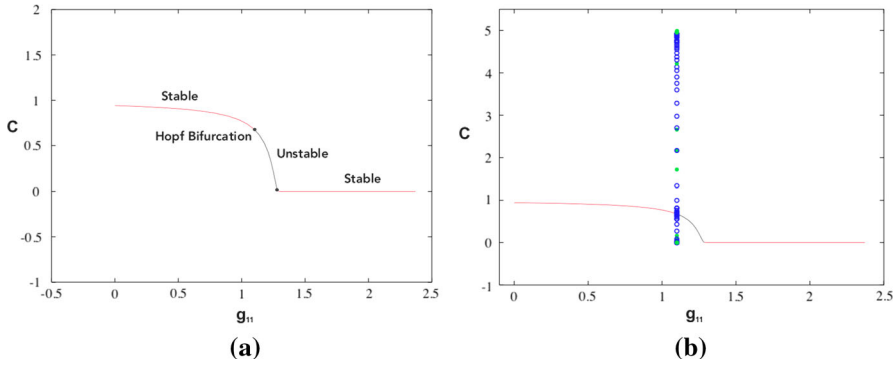 2
1.5
Stable
1
C
Hopf Bifurcation
0.5
Unstable
Stable
0
-0.5
-1
-0.5 0 0.5 1 1.5 2 2.5
g₁₁
(a)
5
4
3
C
2
1
0
-1
0 0.5 1 1.5 2 2.5
g₁₁
(b)